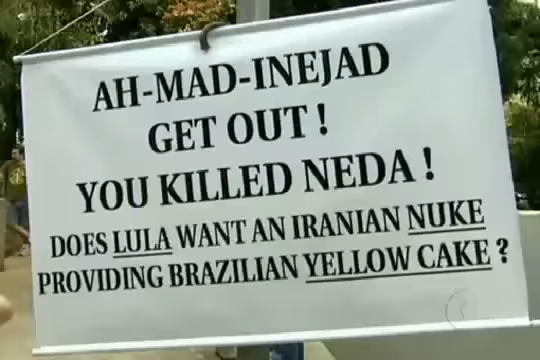 AH-MAD-INEJAD
GET OUT !
YOU KILLED NEDA !
DOES LULA WANT AN IRANIAN NUKE
PROVIDING BRAZILIAN YELLOW CAKE ?